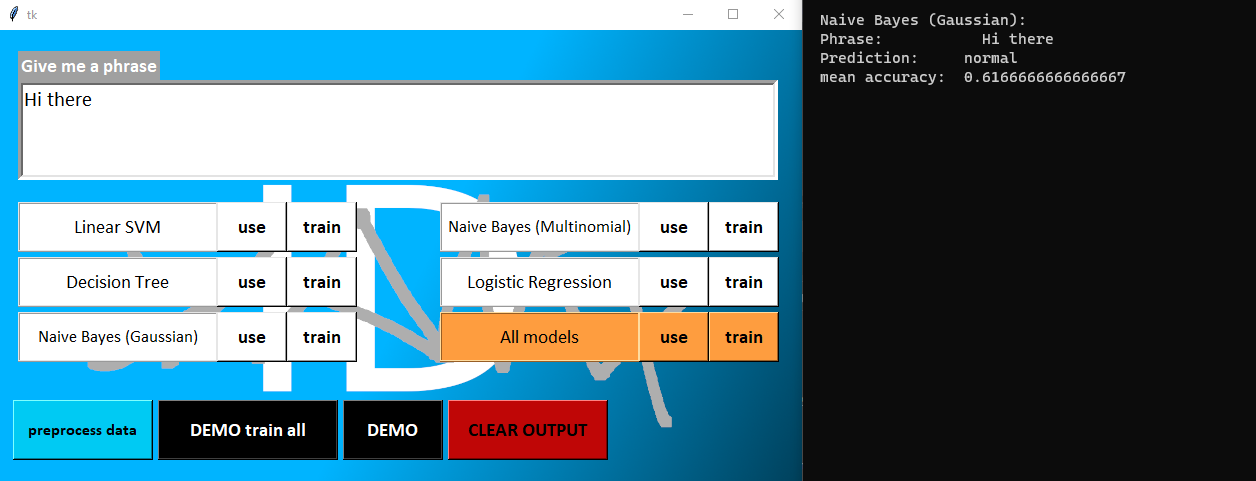 tk
Give me a phrase
Hi there
Linear SVM use train
Naive Bayes (Multinomial) use train
Decision Tree use train
Logistic Regression use train
Naive Bayes (Gaussian) use train
All models use train
preprocess data
DEMO train all
DEMO
CLEAR OUTPUT
Naive Bayes (Gaussian):
Phrase: Hi there
Prediction: normal
mean accuracy: 0.6166666666666667